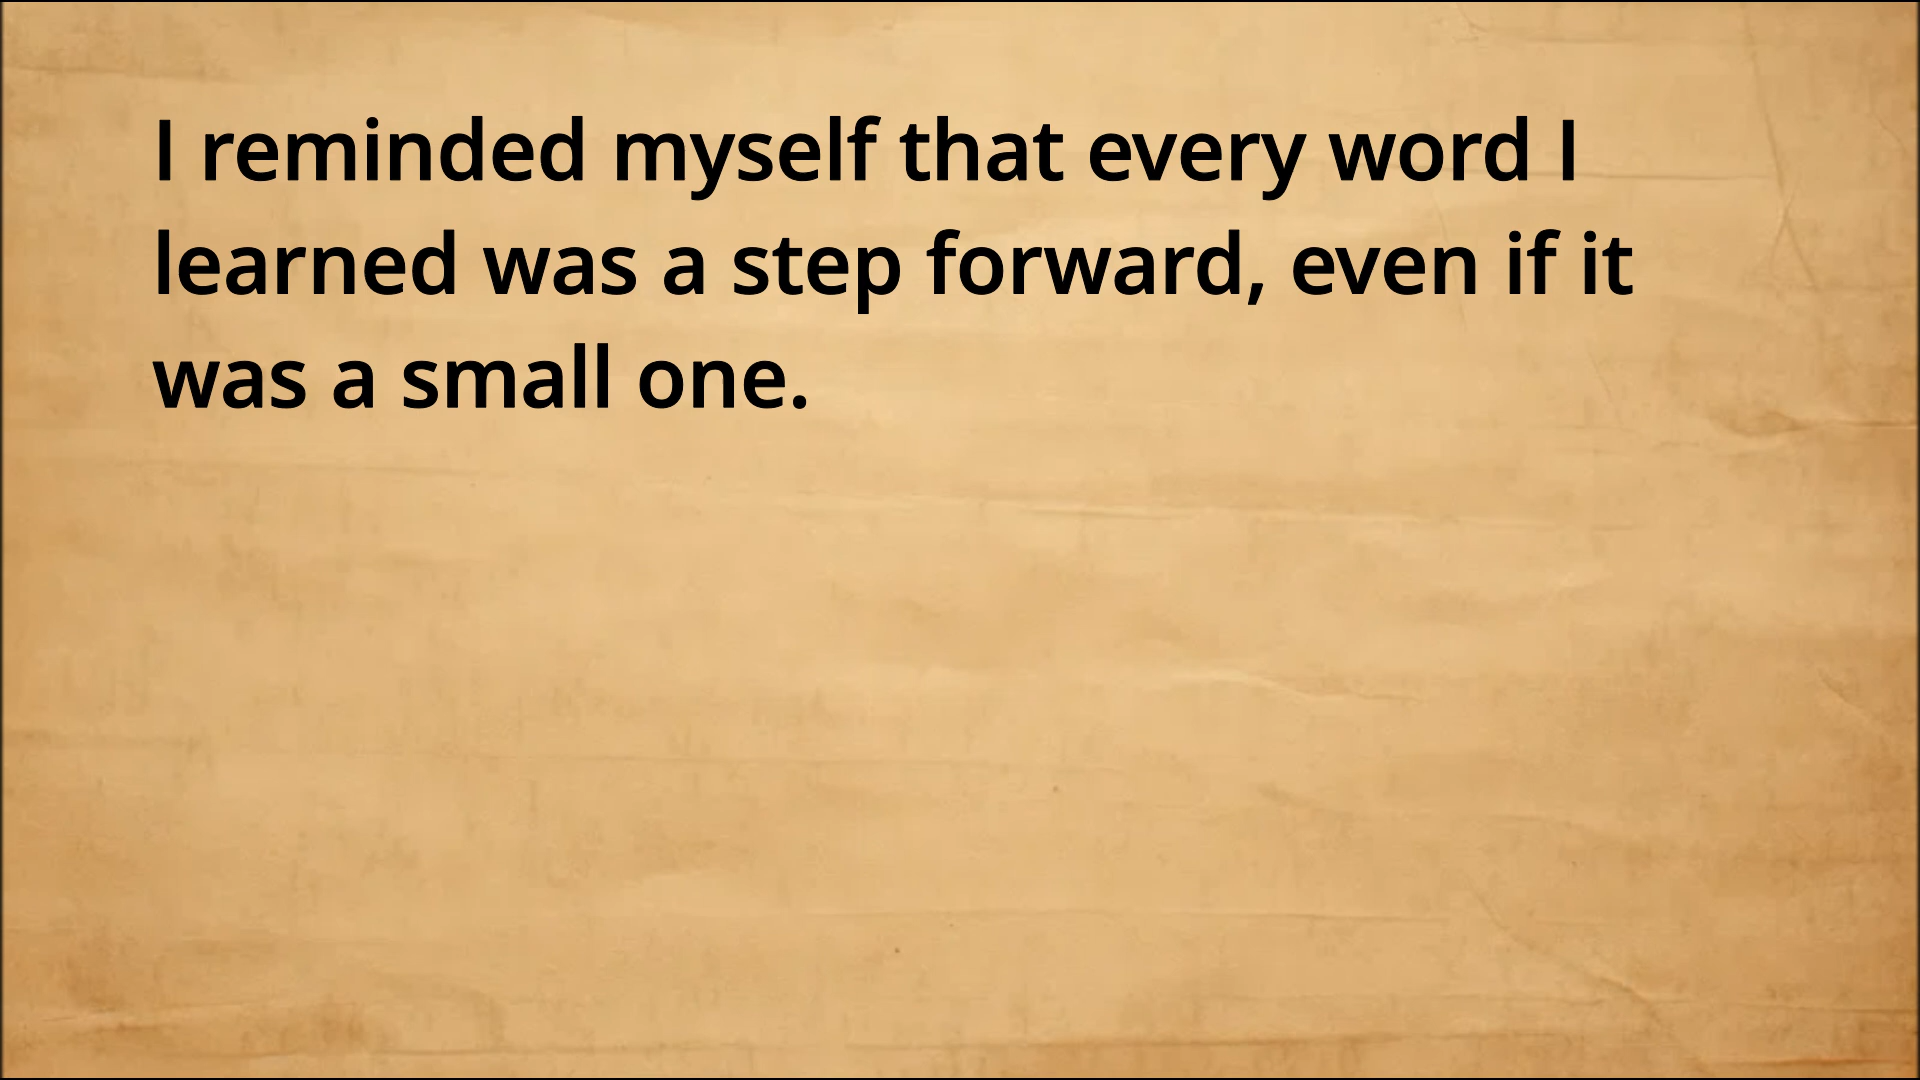 I reminded myself that every word I
learned was a step forward, even if it
was a small one.